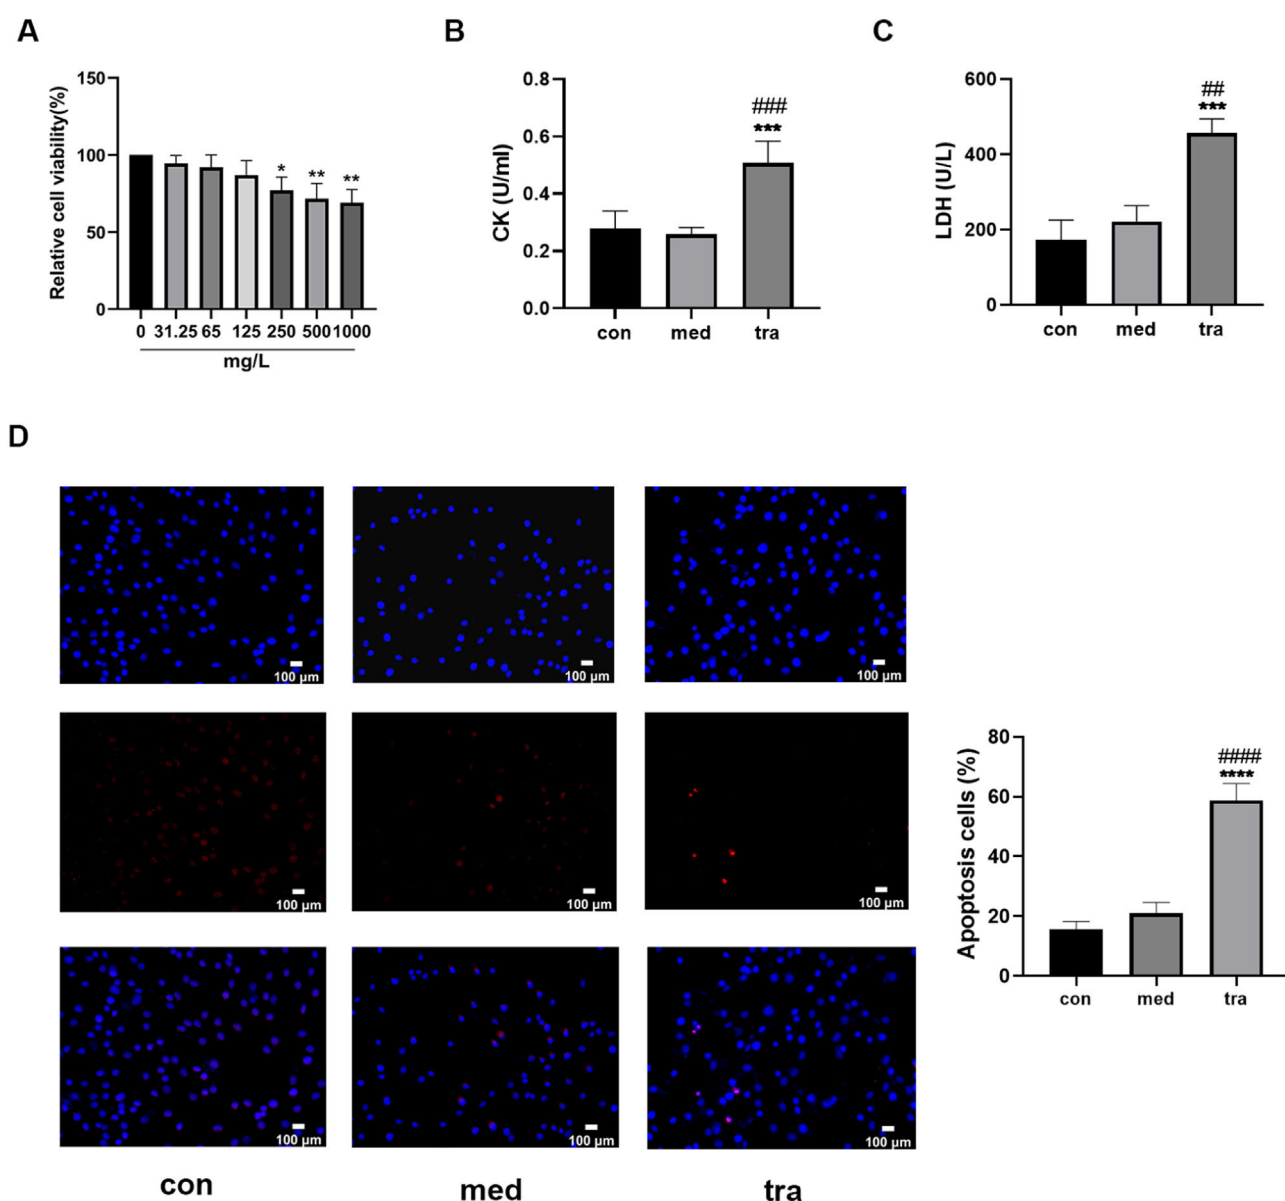 A
B
C
Relative cell viability(%)
150
100
50
0
*
**
**
0 31.25 65 125 250 500 1000
mg/L
CK (U/ml)
0.8
0.6
0.4
0.2
0.0
###
***
con med tra
LDH (U/L)
600
400
200
0
##
***
con med tra
D
100 μm 100 μm 100 μm
100 μm 100 μm 100 μm
100 μm 100 μm 100 μm
con med tra
Apoptosis cells (%)
80
60
40
20
0
####
****
con med tra